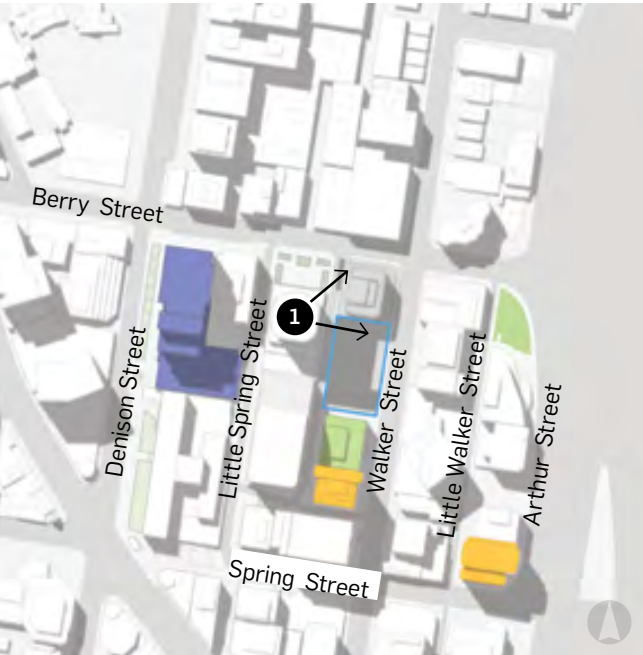 Berry Street
1
Denison Street
Little Spring Street
Walker Street
Little Walker Street
Arthur Street
Spring Street